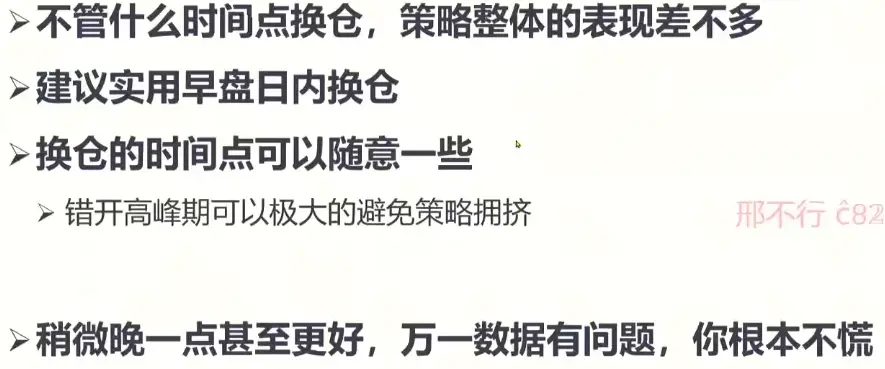 不管什么时间点换仓，策略整体的表现差不多
建议实用早盘日内换仓
换仓的时间点可以随意一些
错开高峰期可以极大的避免策略拥挤
邢不行
稍微晚一点甚至更好，万一数据有问题，你根本不慌